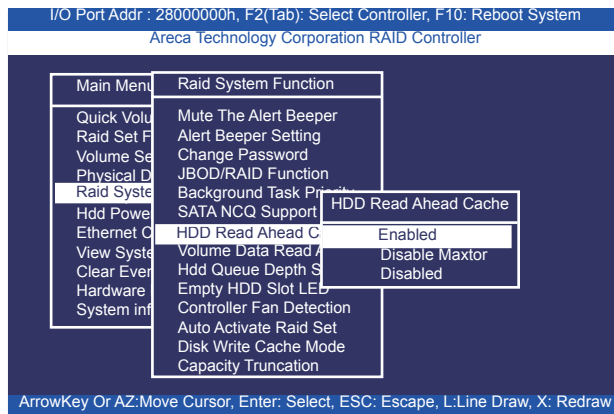 I/O Port Addr : 28000000h, F2(Tab): Select Controller, F10: Reboot System
Areca Technology Corporation RAID Controller
Main Menu
Quick Volu
Raid Set F
Volume Se
Physical D
Raid Syste
Hdd Powe
Ethernet C
View Syste
Clear Even
Hardware
System inf
Raid System Function
Mute The Alert Beeper
Alert Beeper Setting
Change Password
JBOD/RAID Function
Background Task Priority
SATA NCQ Support
HDD Read Ahead C
Volume Data Read A
Hdd Queue Depth S
Empty HDD Slot LED
Controller Fan Detection
Auto Activate Raid Set
Disk Write Cache Mode
Capacity Truncation
HDD Read Ahead Cache
Enabled
Disable Maxtor
Disabled
ArrowKey Or AZ:Move Cursor, Enter: Select, ESC: Escape, L:Line Draw, X: Redraw